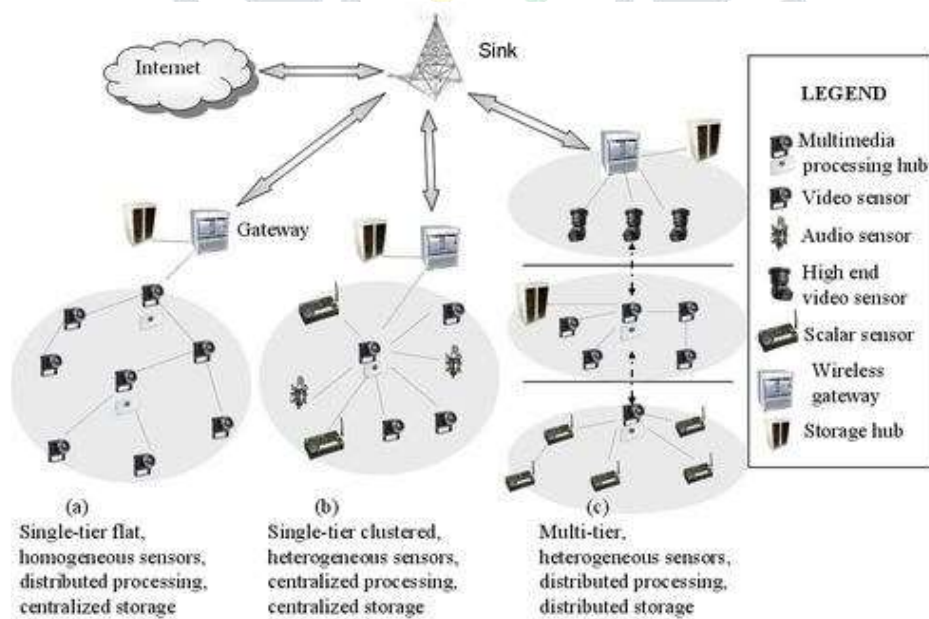 Sink
Internet
Gateway
LEGEND
Multimedia
processing hub
Video sensor
Audio sensor
High end
video sensor
Scalar sensor
Wireless
gateway
Storage hub
(a)
Single-tier flat,
homogeneous sensors,
distributed processing,
centralized storage
(b)
Single-tier clustered,
heterogeneous sensors,
centralized processing,
centralized storage
(c)
Multi-tier,
heterogeneous sensors,
distributed processing,
distributed storage